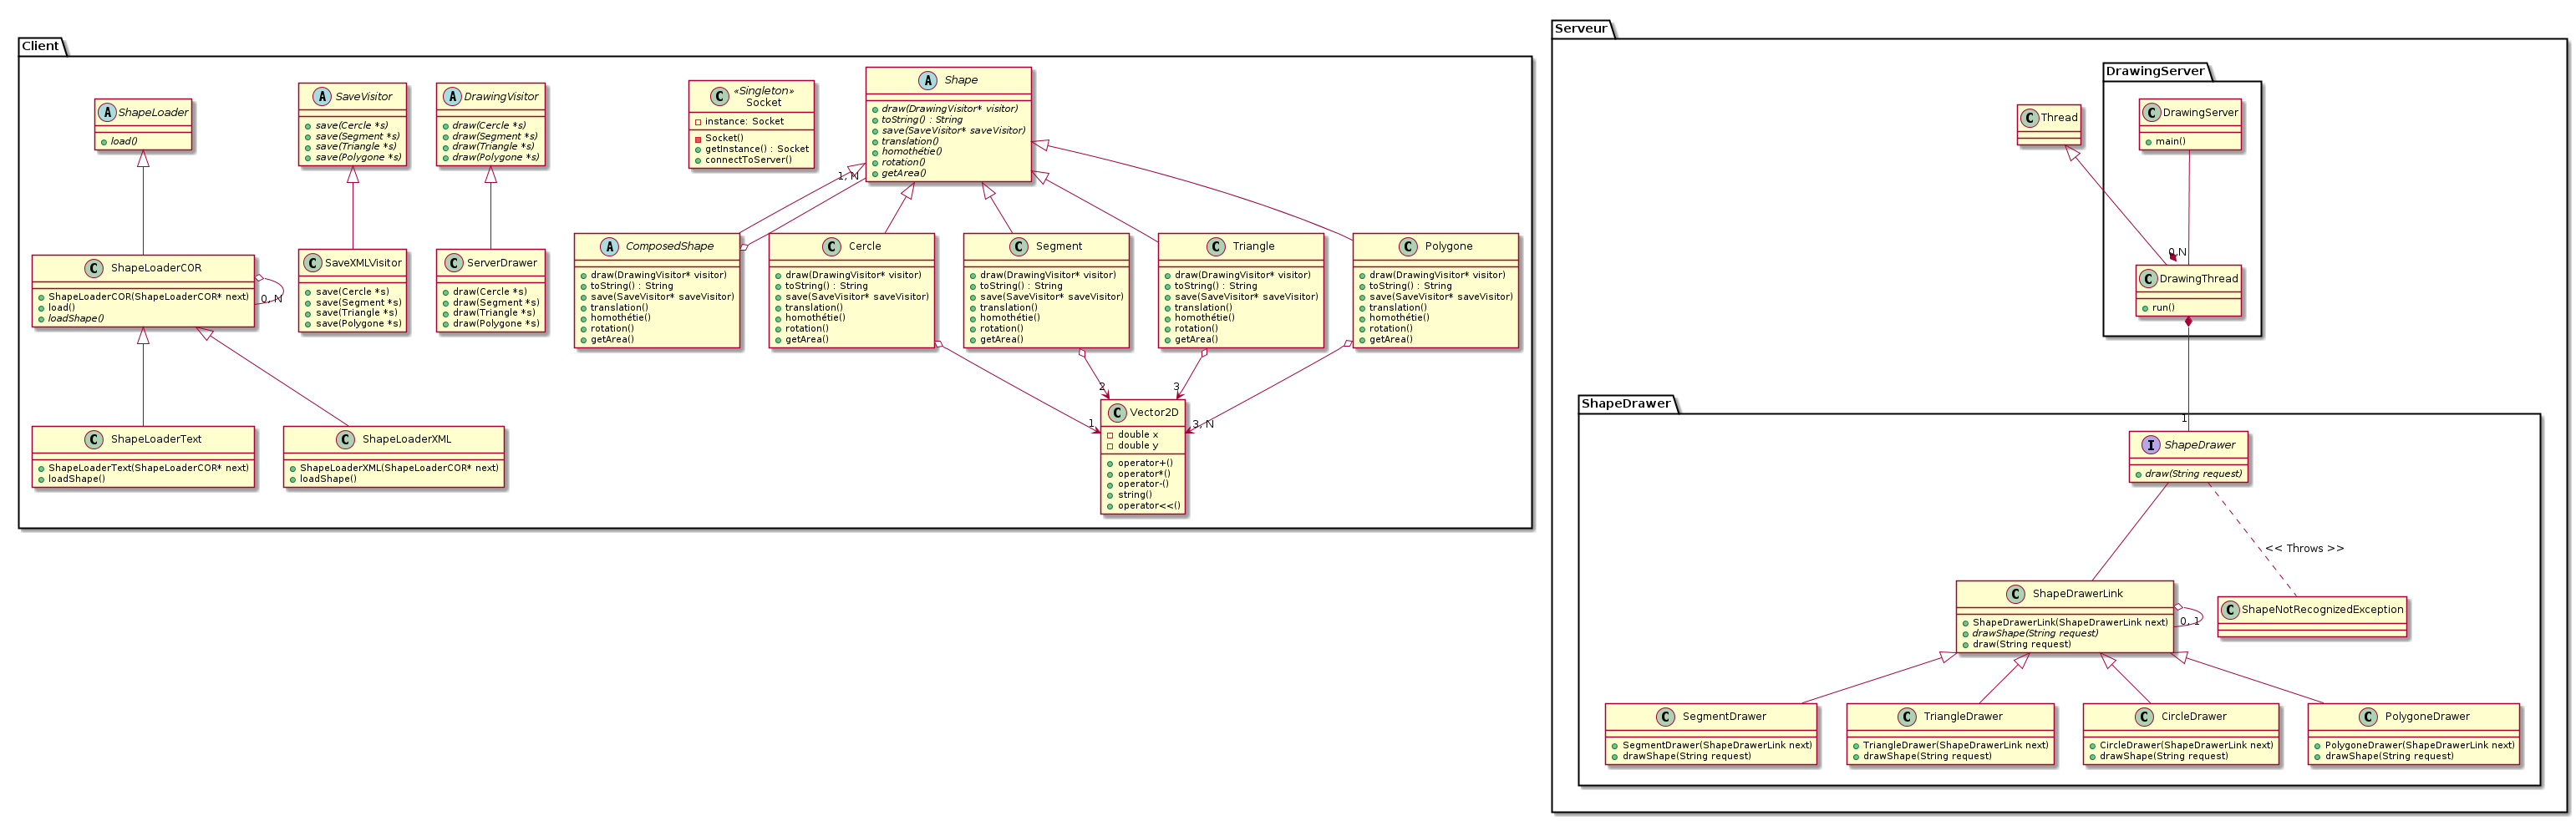 Client
A ShapeLoader
load()
A SaveVisitor
save(Cercle *s)
save(Segment *s)
save(Triangle *s)
save(Polygone *s)
A DrawingVisitor
draw(Cercle *s)
draw(Segment *s)
draw(Triangle *s)
draw(Polygone *s)
C «Singleton»
Socket
instance: Socket
Socket()
getInstance() : Socket
connectToServer()
A Shape
draw(DrawingVisitor* visitor)
toString() : String
save(SaveVisitor* saveVisitor)
translation()
homothétie()
rotation()
getArea()
1, N
C ShapeLoaderCOR
ShapeLoaderCOR(ShapeLoaderCOR* next)
load()
loadShape()
0, N
C SaveXMLVisitor
save(Cercle *s)
save(Segment *s)
save(Triangle *s)
save(Polygone *s)
C ServerDrawer
draw(Cercle *s)
draw(Segment *s)
draw(Triangle *s)
draw(Polygone *s)
A ComposedShape
draw(DrawingVisitor* visitor)
toString() : String
save(SaveVisitor* saveVisitor)
translation()
homothétie()
rotation()
getArea()
C Cercle
draw(DrawingVisitor* visitor)
toString() : String
save(SaveVisitor* saveVisitor)
translation()
homothétie()
rotation()
getArea()
C Segment
draw(DrawingVisitor* visitor)
toString() : String
save(SaveVisitor* saveVisitor)
translation()
homothétie()
rotation()
getArea()
C Triangle
draw(DrawingVisitor* visitor)
toString() : String
save(SaveVisitor* saveVisitor)
translation()
homothétie()
rotation()
getArea()
C Polygone
draw(DrawingVisitor* visitor)
toString() : String
save(SaveVisitor* saveVisitor)
translation()
homothétie()
rotation()
getArea()
C ShapeLoaderText
ShapeLoaderText(ShapeLoaderCOR* next)
loadShape()
C ShapeLoaderXML
ShapeLoaderXML(ShapeLoaderCOR* next)
loadShape()
1
2
3
3, N
C Vector2D
double x
double y
operator+()
operator*()
operator-()
string()
operator<<()
Serveur
C Thread
DrawingServer
C DrawingServer
main()
0,N
C DrawingThread
run()
ShapeDrawer
1
I ShapeDrawer
draw(String request)
<< Throws >>
C ShapeDrawerLink
ShapeDrawerLink(ShapeDrawerLink next)
drawShape(String request)
draw(String request)
0, 1
C ShapeNotRecognizedException
C SegmentDrawer
SegmentDrawer(ShapeDrawerLink next)
drawShape(String request)
C TriangleDrawer
TriangleDrawer(ShapeDrawerLink next)
drawShape(String request)
C CircleDrawer
CircleDrawer(ShapeDrawerLink next)
drawShape(String request)
C PolygoneDrawer
PolygoneDrawer(ShapeDrawerLink next)
drawShape(String request)